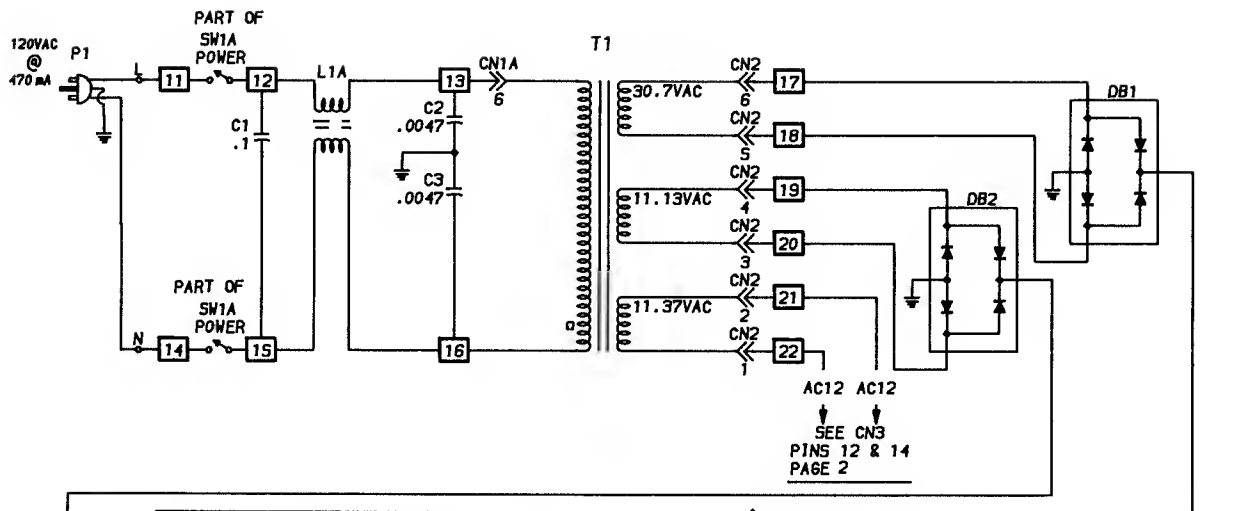 PART OF
SW1A
POWER
120VAC
@
470 mA
P1
L
11
12
L1A
13
CN1A
6
T1
C1
.1
C2
.0047
C3
.0047
PART OF
SW1A
POWER
N
14
15
16
30.7VAC
CN2
6
17
CN2
5
18
11.13VAC
CN2
4
19
CN2
3
20
11.37VAC
CN2
2
21
CN2
1
22
DB1
DB2
AC12 AC12
SEE CN3
PINS 12 & 14
PAGE 2